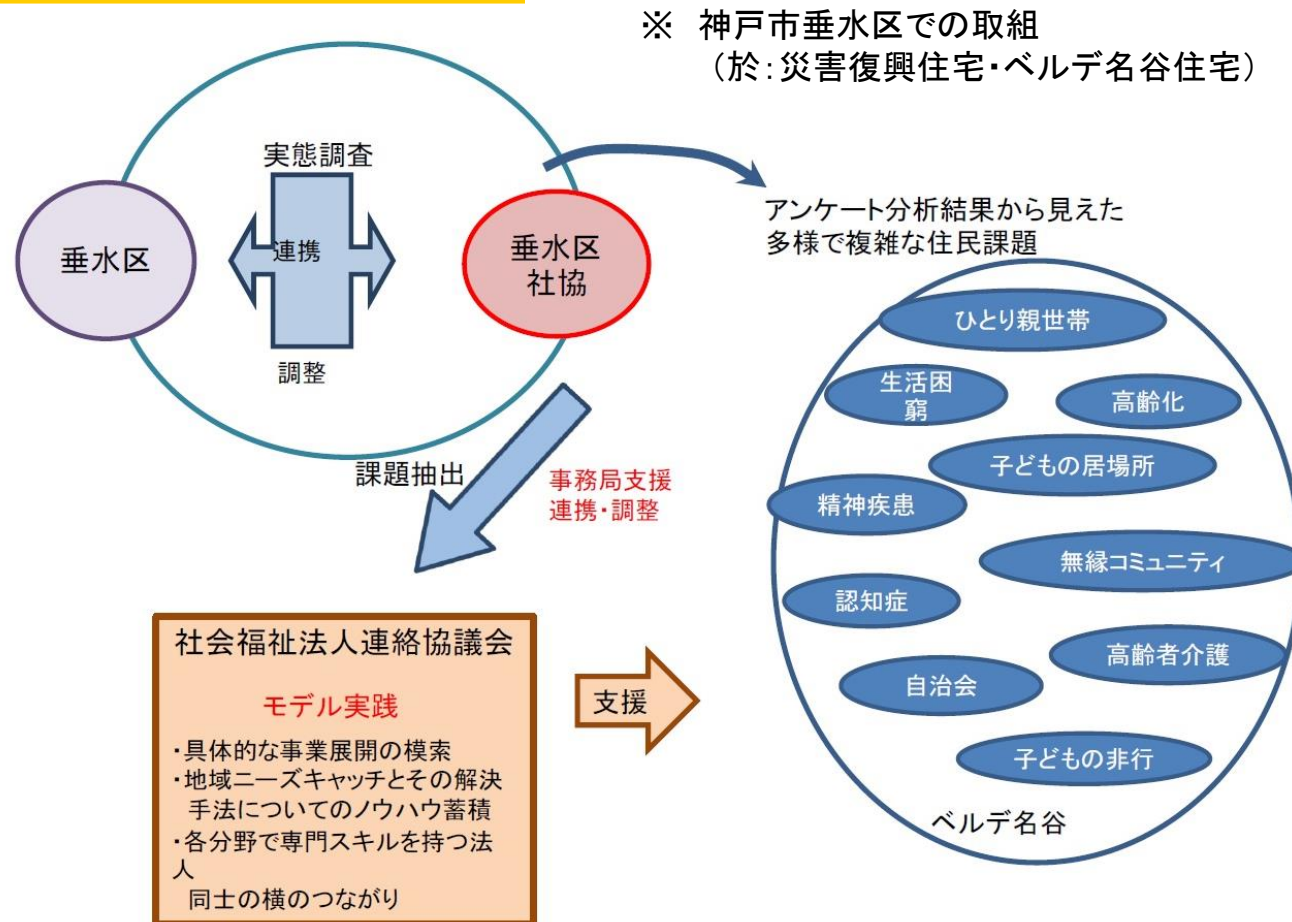 ※ 神戸市垂水区での取組
（於：災害復興住宅・ベルデ名谷住宅）
実態調査
垂水区
連携
垂水区
社協
調整
アンケート分析結果から見えた
多様で複雑な住民課題
課題抽出
事務局支援
連携・調整
社会福祉法人連絡協議会
モデル実践
・具体的な事業展開の模索
・地域ニーズキャッチとその解決
手法についてのノウハウ蓄積
・各分野で専門スキルを持つ法
人
同士の横のつながり
支援
ひとり親世帯
生活困
窮
高齢化
子どもの居場所
精神疾患
無縁コミュニティ
認知症
高齢者介護
自治会
子どもの非行
ベルデ名谷